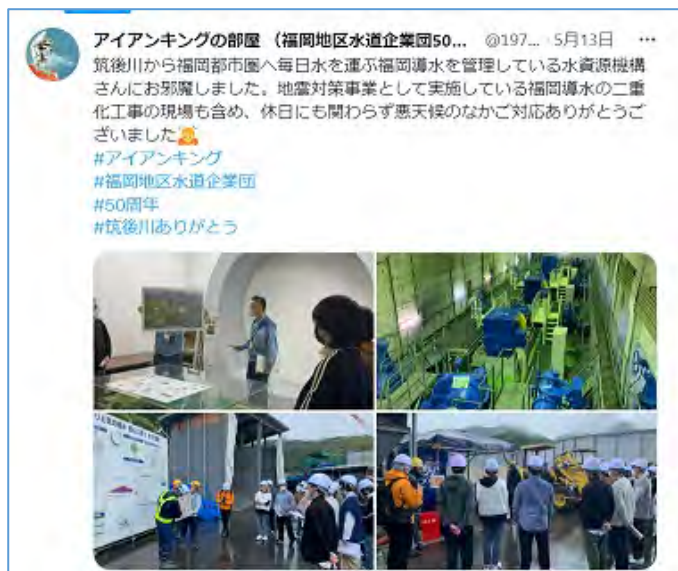 アイアンキングの部屋 （福岡地区水道企業団50... @197... · 5月13日 ···
筑後川から福岡都市圏へ毎日水を運ぶ福岡導水を管理している水資源機構
さんにお邪魔しました。地震対策事業として実施している福岡導水の二重
化工事の現場も含め、休日にも関わらず悪天候のなかご対応ありがとうご
ざいました🙇
#アイアンキング
#福岡地区水道企業団
#50周年
#筑後川ありがとう